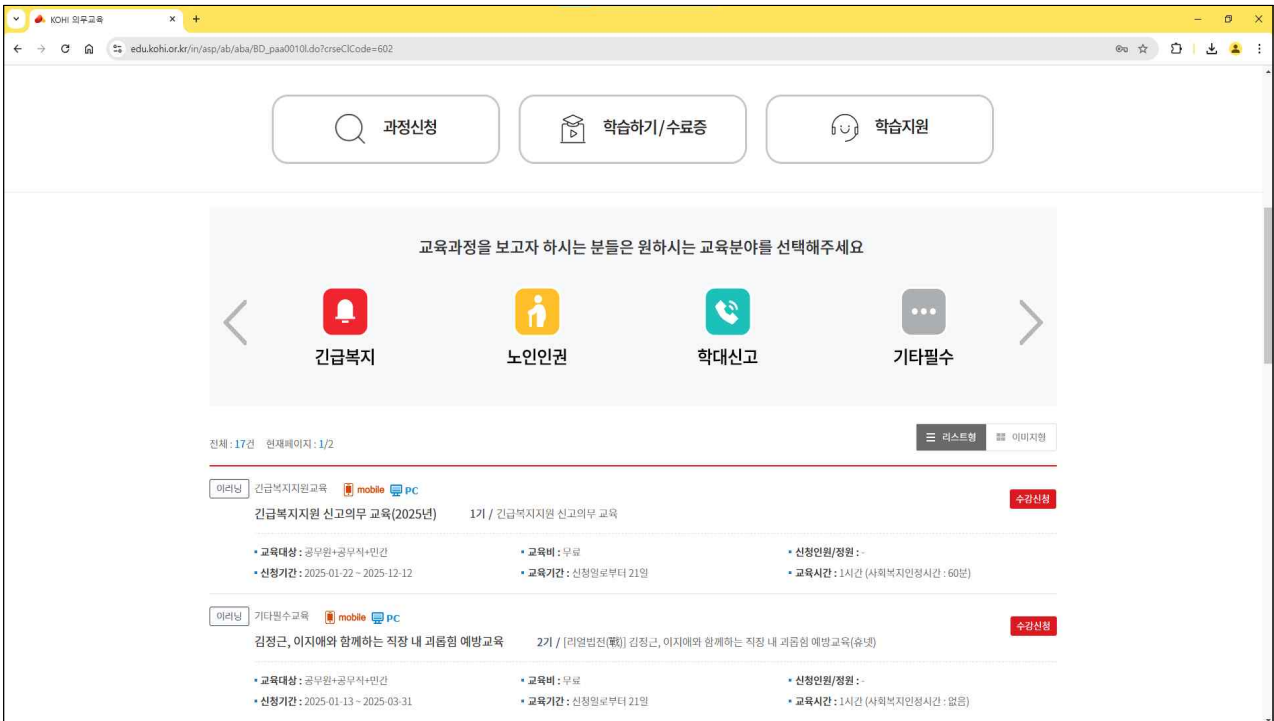 KOHI 의무교육
edu.kohi.or.kr/in/asp/ab/aba/BD_paa0010l.do?crseClCode=602
과정신청 학습하기/수료증 학습지원
교육과정을 보고자 하시는 분들은 원하시는 교육분야를 선택해주세요
긴급복지 노인인권 학대신고 기타필수
전체 : 17건 현재페이지 : 1/2 리스트형 이미지형
이러닝 긴급복지지원교육 mobile PC 수강신청
긴급복지지원 신고의무 교육(2025년) 1기 / 긴급복지지원 신고의무 교육
교육대상 : 공무원+공무직+민간 교육비 : 무료 신청인원/정원 : -
신청기간 : 2025-01-22 ~ 2025-12-12 교육기간 : 신청일로부터 21일 교육시간 : 1시간 (사회복지인정시간 : 60분)
이러닝 기타필수교육 mobile PC 수강신청
김정근, 이지애와 함께하는 직장 내 괴롭힘 예방교육 2기 / [리얼법전(戰)] 김정근, 이지애와 함께하는 직장 내 괴롭힘 예방교육(휴넷)
교육대상 : 공무원+공무직+민간 교육비 : 무료 신청인원/정원 : -
신청기간 : 2025-01-13 ~ 2025-03-31 교육기간 : 신청일로부터 21일 교육시간 : 1시간 (사회복지인정시간 : 없음)